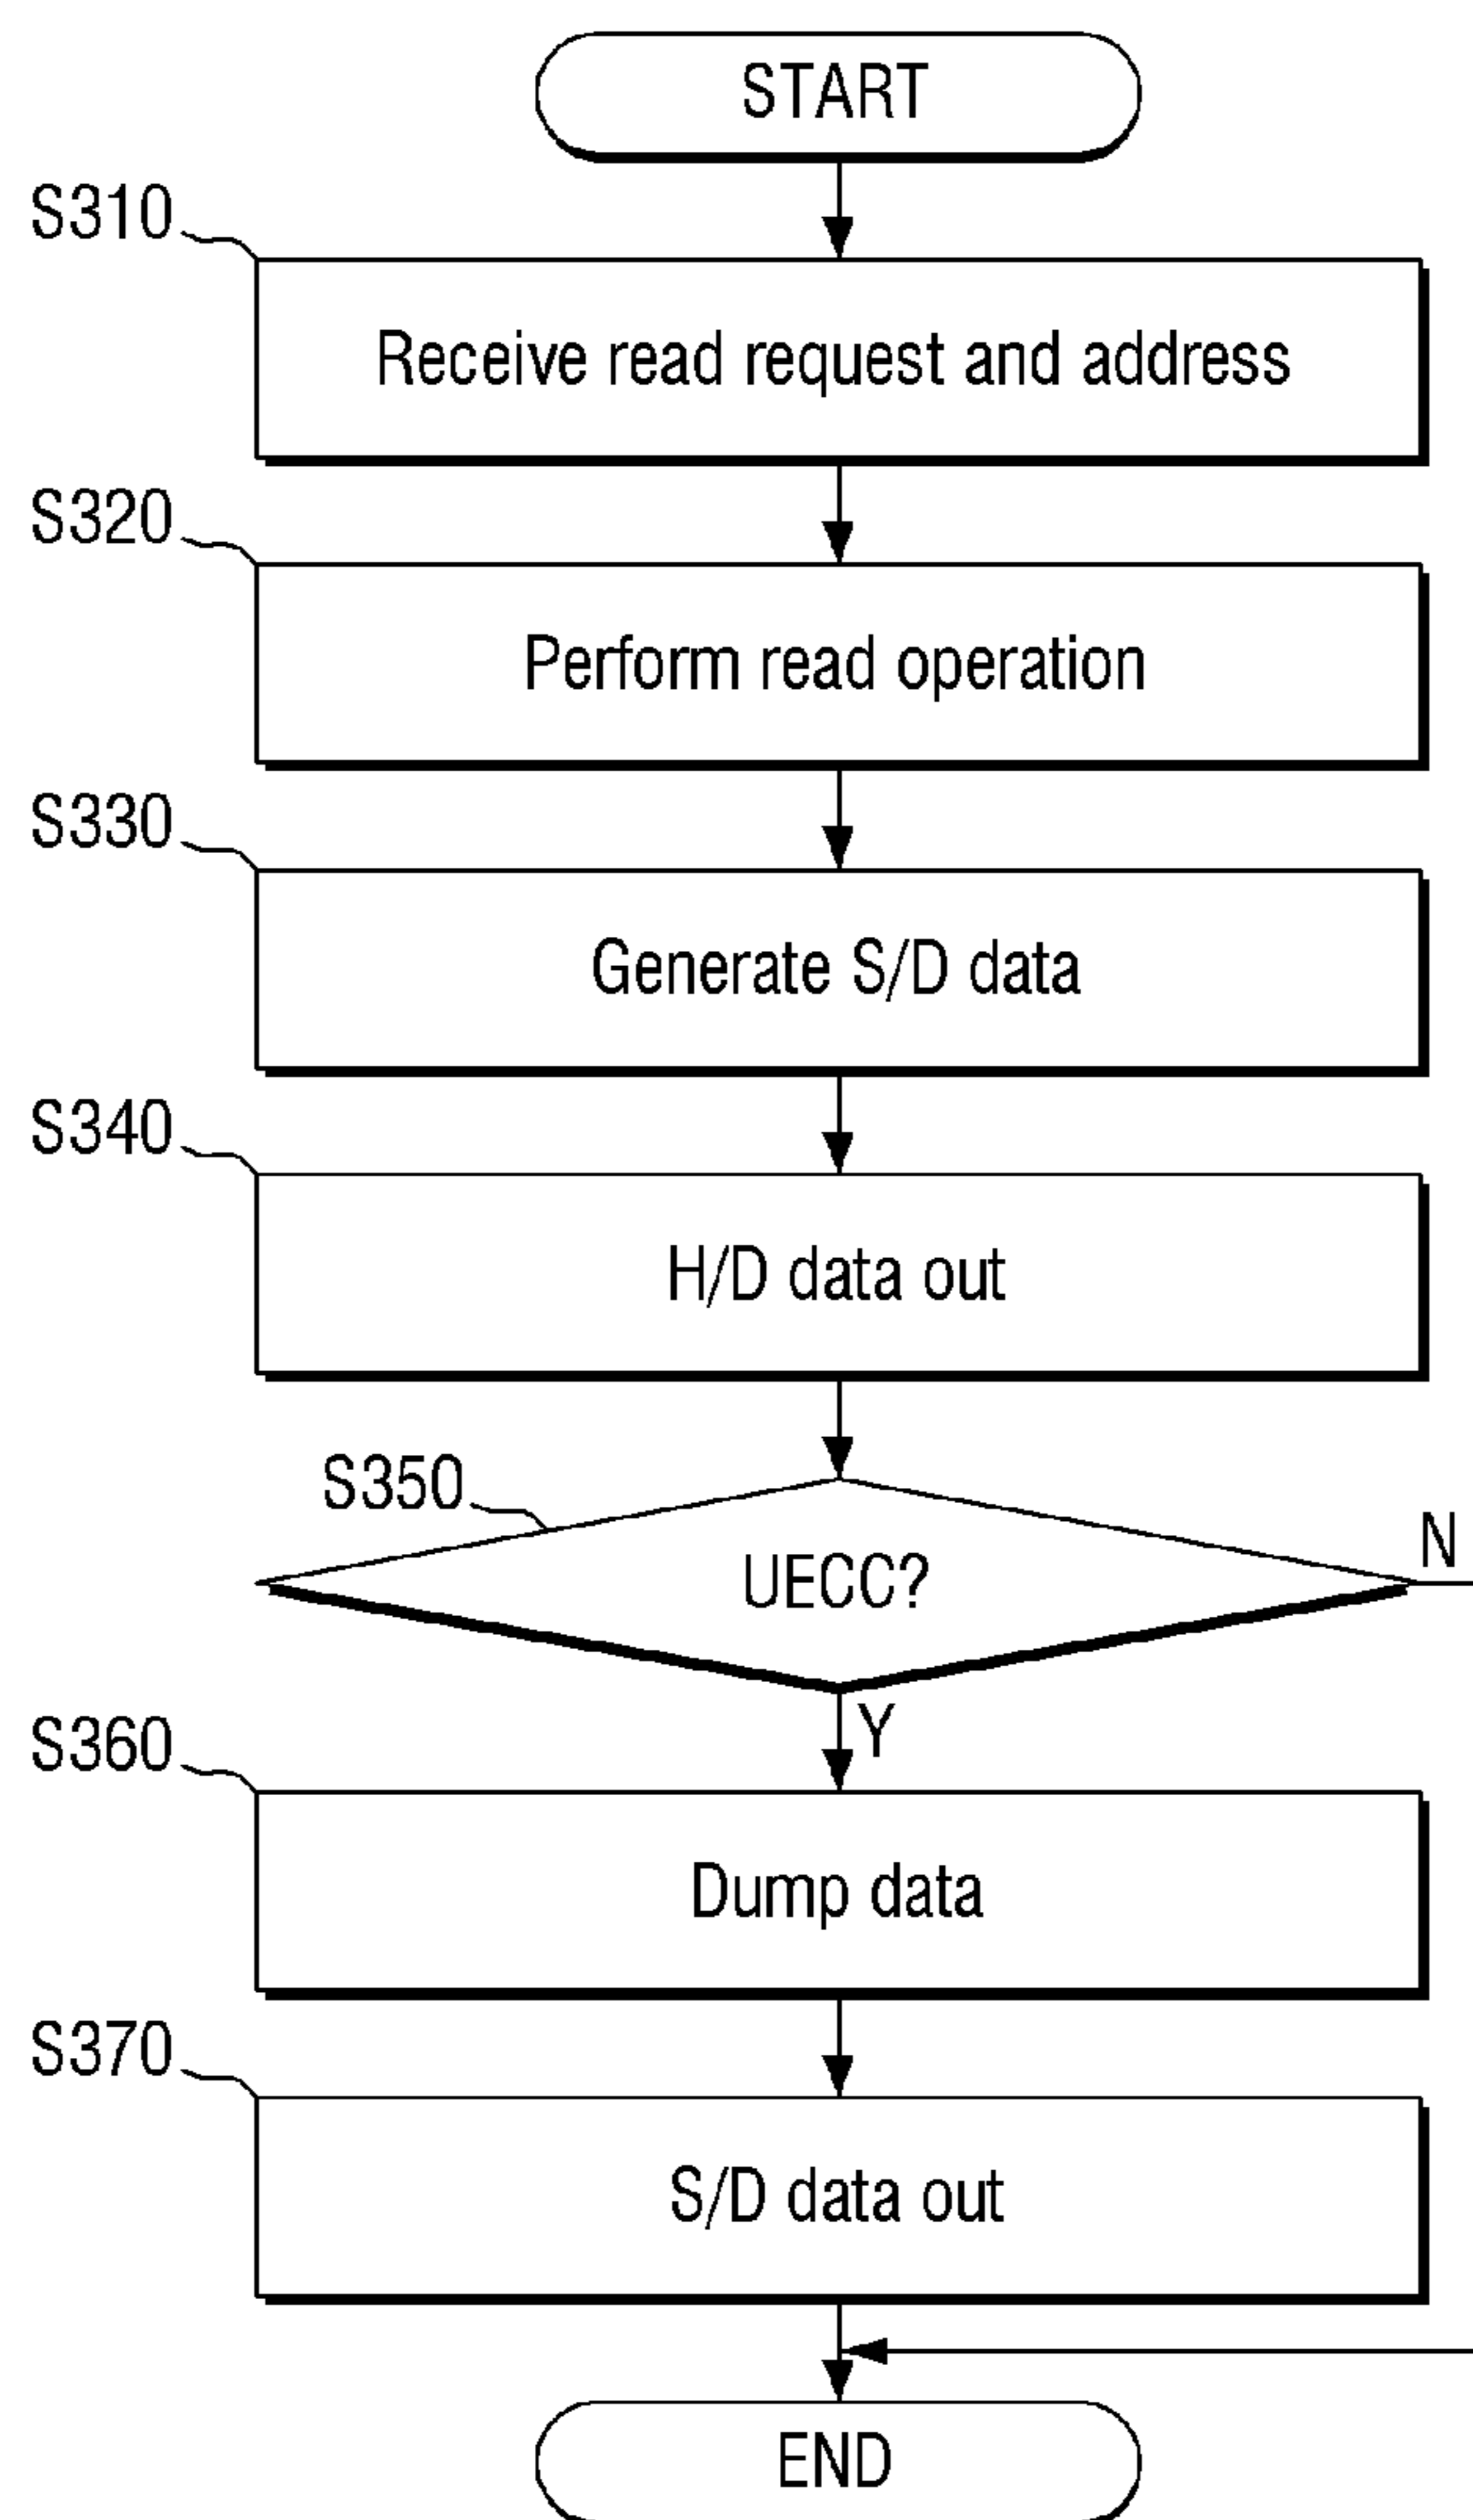 START
S310
Receive read request and address
S320
Perform read operation
S330
Generate S/D data
S340
H/D data out
S350
UECC?
N
Y
S360
Dump data
S370
S/D data out
END